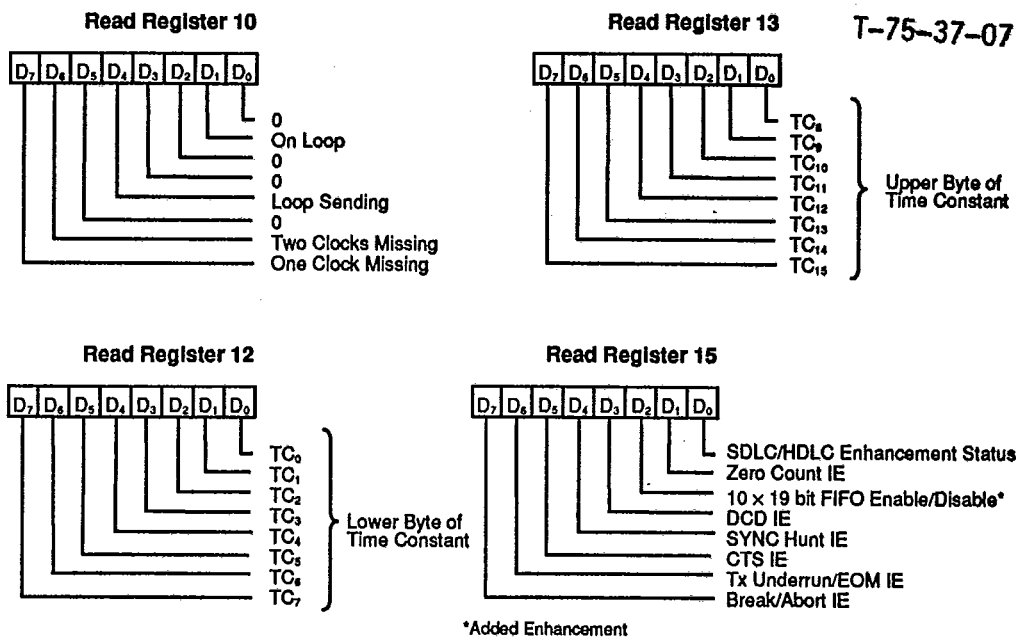 Read Register 10
D₇ D₆ D₅ D₄ D₃ D₂ D₁ D₀
0
On Loop
0
0
Loop Sending
0
Two Clocks Missing
One Clock Missing
Read Register 13
T-75-37-07
D₇ D₆ D₅ D₄ D₃ D₂ D₁ D₀
TC₈
TC₉
TC₁₀
TC₁₁
TC₁₂
TC₁₃
TC₁₄
TC₁₅
Upper Byte of
Time Constant
Read Register 12
D₇ D₆ D₅ D₄ D₃ D₂ D₁ D₀
TC₀
TC₁
TC₂
TC₃
TC₄
TC₅
TC₆
TC₇
Lower Byte of
Time Constant
Read Register 15
D₇ D₆ D₅ D₄ D₃ D₂ D₁ D₀
SDLC/HDLC Enhancement Status
Zero Count IE
10 × 19 bit FIFO Enable/Disable*
DCD IE
SYNC Hunt IE
CTS IE
Tx Underrun/EOM IE
Break/Abort IE
*Added Enhancement